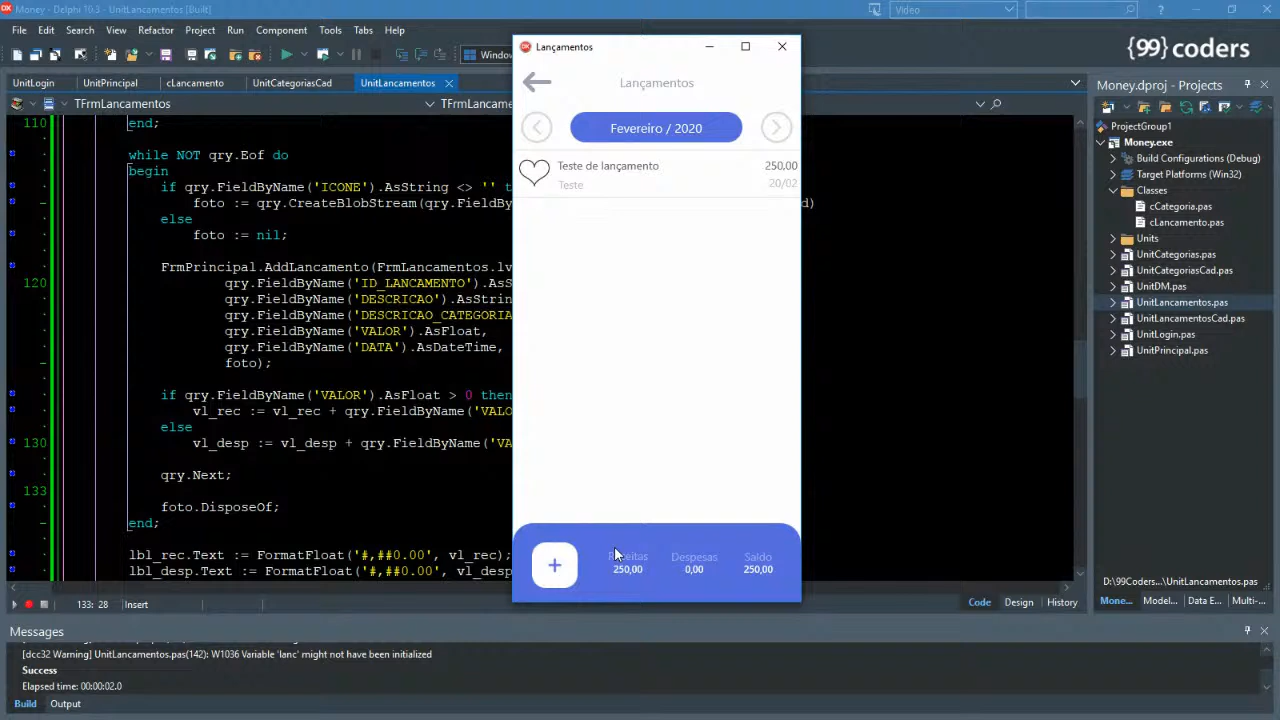 Money - Delphi 10.3 - UnitLancamentos [Built]
Video
File Edit Search View Refactor Project Run Component Tools Tabs Help
Window
{99} coders
UnitLogin UnitPrincipal cLancamento UnitCategoriasCad UnitLancamentos
Money.dproj - Projects
TFrmLancamentos
TFrmLancame
ProjectGroup1
Money.exe
Build Configurations (Debug)
Target Platforms (Win32)
Classes
cCategoria.pas
cLancamento.pas
Units
UnitCategorias.pas
UnitCategoriasCad.pas
UnitDM.pas
UnitLancamentos.pas
UnitLancamentosCad.pas
UnitLogin.pas
UnitPrincipal.pas
110 end;
while NOT qry.Eof do
begin
if qry.FieldByName('ICONE').AsString <> '' t
foto := qry.CreateBlobStream(qry.FieldBy
d)
else
foto := nil;
FrmPrincipal.AddLancamento(FrmLancamentos.lv
120 qry.FieldByName('ID_LANCAMENTO').AsS
qry.FieldByName('DESCRICAO').AsStrin
qry.FieldByName('DESCRICAO_CATEGORIA
qry.FieldByName('VALOR').AsFloat,
qry.FieldByName('DATA').AsDateTime,
foto);
if qry.FieldByName('VALOR').AsFloat > 0 then
vl_rec := vl_rec + qry.FieldByName('VALO
else
130 vl_desp := vl_desp + qry.FieldByName('VA
qry.Next;
133
foto.DisposeOf;
end;
lbl_rec.Text := FormatFloat('#,##0.00', vl_rec);
lbl_desp.Text := FormatFloat('#,##0.00', vl_desp
Lançamentos
Lançamentos
Fevereiro / 2020
Teste de lançamento 250,00
Teste 20/02
Receitas Despesas Saldo
250,00 0,00 250,00
D:\99Coders...\UnitLancamentos.pas
133: 28 Insert
Code Design History
Mone... Model... Data E... Multi-...
Messages
[dcc32 Warning] UnitLancamentos.pas(142): W1036 Variable 'lanc' might not have been initialized
Success
Elapsed time: 00:00:02.0
Build Output